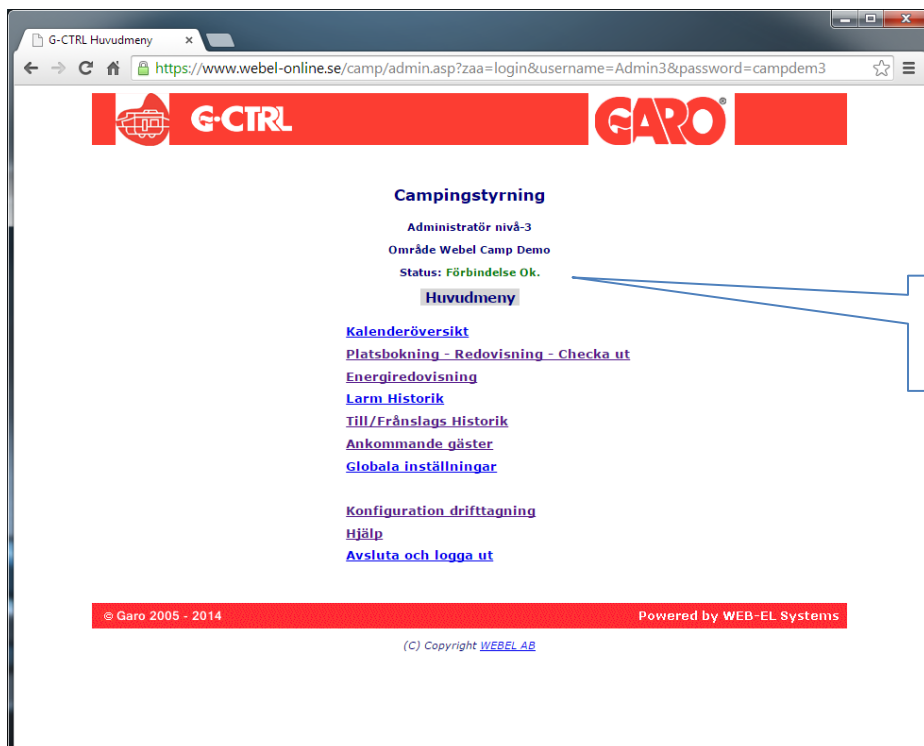 G-CTRL Huvudmeny
https://www.webel-online.se/camp/admin.asp?zaa=login&username=Admin3&password=campdem3
G-CTRL
GARO®
Campingstyrning
Administratör nivå-3
Område Webel Camp Demo
Status: Förbindelse Ok.
Huvudmeny
Kalenderöversikt
Platsbokning - Redovisning - Checka ut
Energiredovisning
Larm Historik
Till/Frånslags Historik
Ankommande gäster
Globala inställningar
Konfiguration drifttagning
Hjälp
Avsluta och logga ut
© Garo 2005 - 2014
Powered by WEB-EL Systems
(C) Copyright WEBEL AB